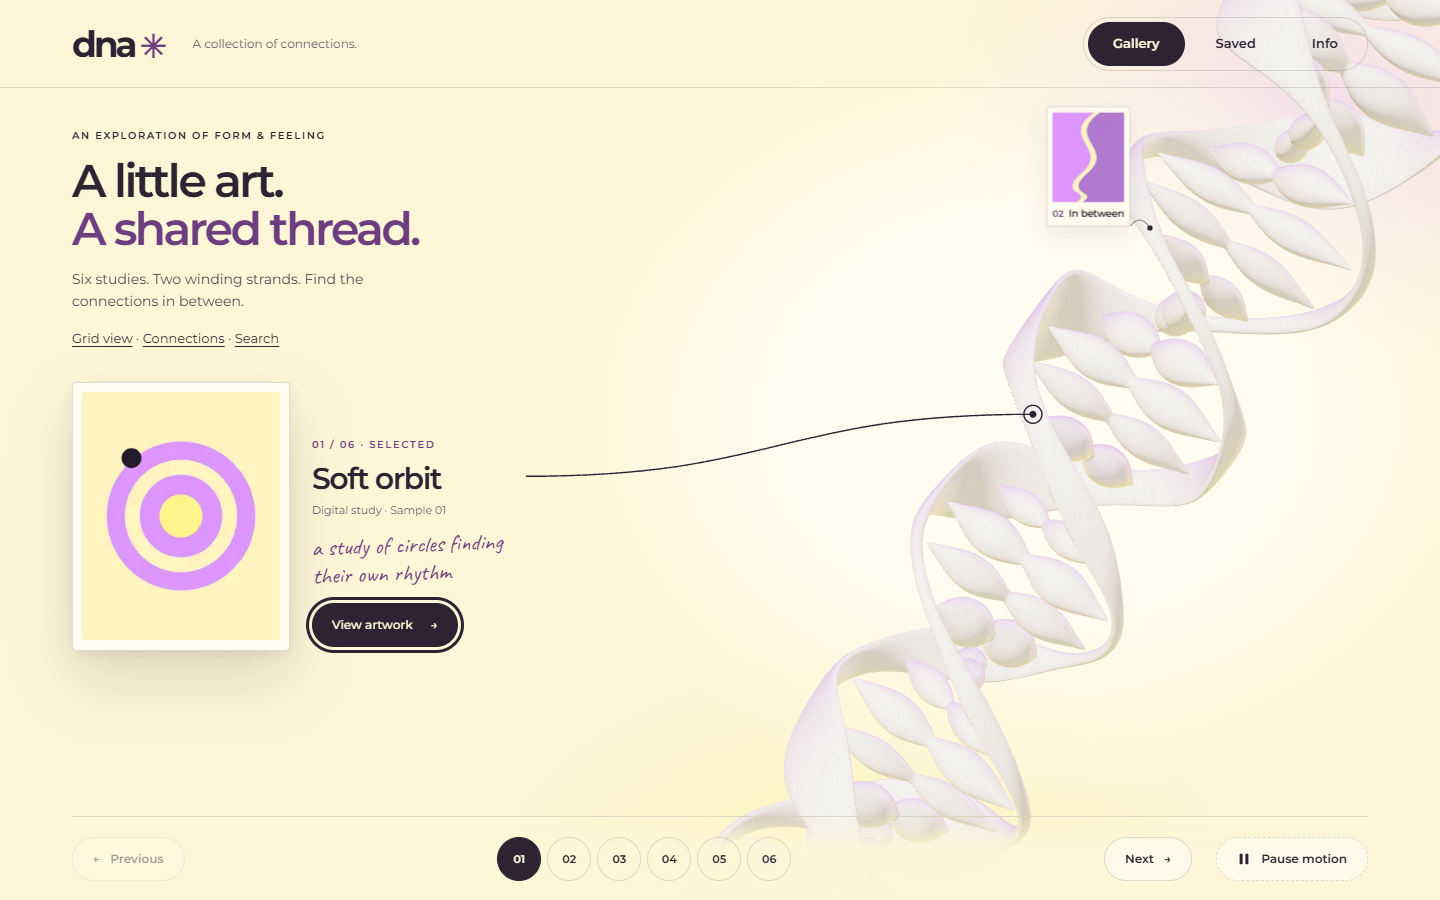 dna
A collection of connections.
Gallery
Saved
Info
AN EXPLORATION OF FORM & FEELING
A little art.
A shared thread.
Six studies. Two winding strands. Find the
connections in between.
Grid view · Connections · Search
02 In between
01 / 06 · SELECTED
Soft orbit
Digital study · Sample 01
a study of circles finding
their own rhythm
View artwork →
← Previous
01
02
03
04
05
06
Next →
Pause motion